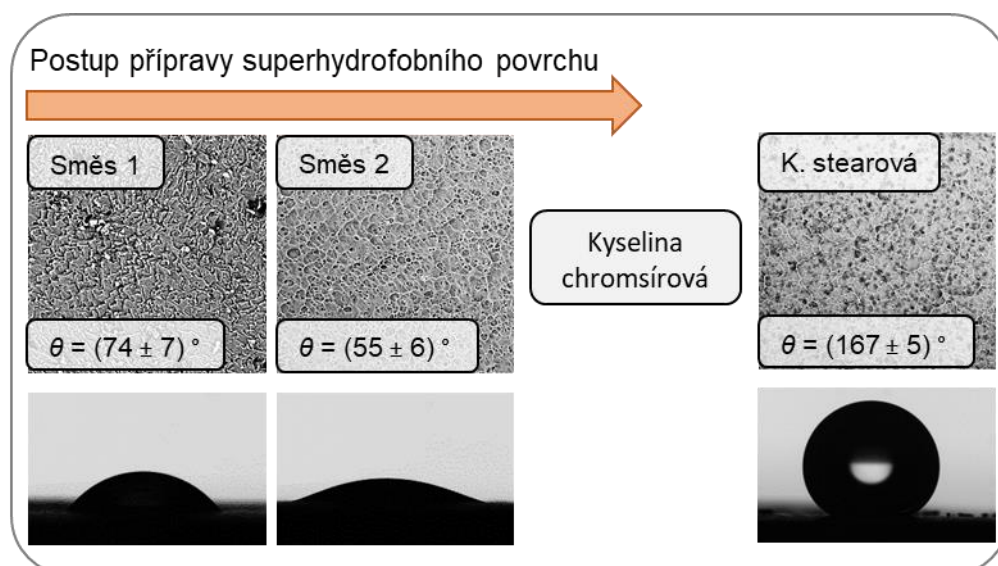 Postup přípravy superhydrofobního povrchu
Směs 1
Směs 2
K. stearová
Kyselina
chromsírová
θ = (74 ± 7) °
θ = (55 ± 6) °
θ = (167 ± 5) °